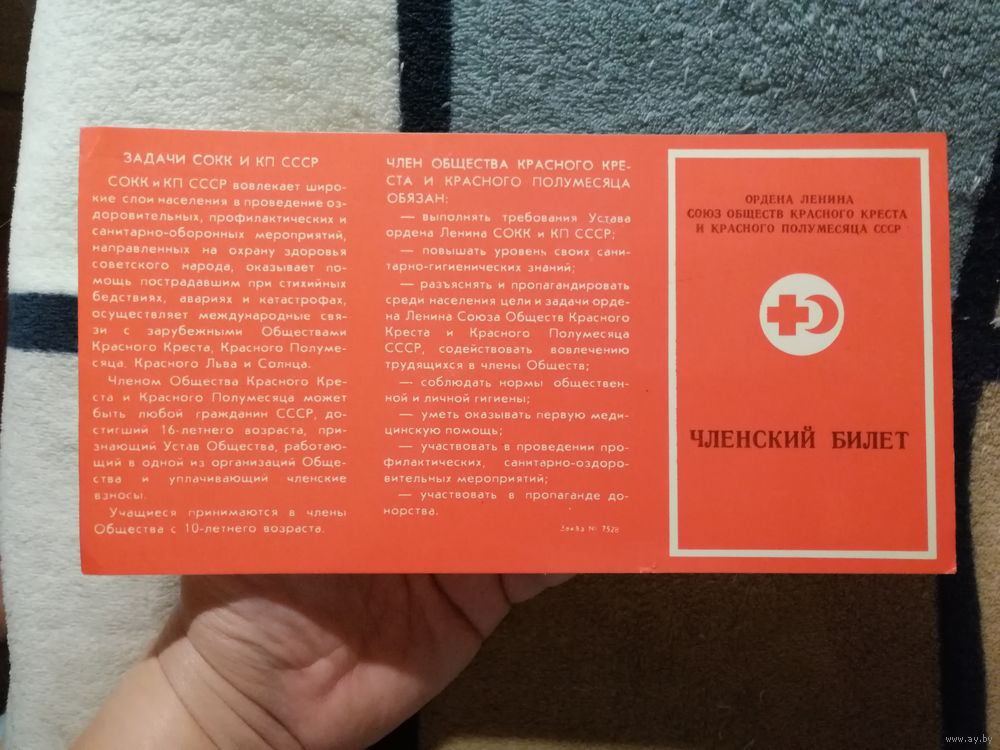 ЗАДАЧИ СОКК И КП СССР
СОКК и КП СССР вовлекает широ-
кие слои населения в проведение оз-
доровительных, профилактических и
санитарно-оборонных мероприятий,
направленных на охрану здоровья
советского народа, оказывает по-
мощь пострадавшим при стихийных
бедствиях, авариях и катастрофах,
осуществляет международные свя-
зи с зарубежными Обществами
Красного Креста, Красного Полуме-
сяца, Красного Льва и Солнца.
Членом Общества Красного Кре-
ста и Красного Полумесяца может
быть любой гражданин СССР, до-
стигший 16-летнего возраста, при-
знающий Устав Общества, работаю-
щий в одной из организаций Обще-
ства и уплачивающий членские
взносы.
Учащиеся принимаются в члены
Общества с 10-летнего возраста.
ЧЛЕН ОБЩЕСТВА КРАСНОГО КРЕ-
СТА И КРАСНОГО ПОЛУМЕСЯЦА
ОБЯЗАН:
— выполнять требования Устава
ордена Ленина СОКК и КП СССР;
— повышать уровень своих сани-
тарно-гигиенических знаний;
— разъяснять и пропагандировать
среди населения цели и задачи орде-
на Ленина Союза Обществ Красного
Креста и Красного Полумесяца
СССР, содействовать вовлечению
трудящихся в члены Обществ;
— соблюдать нормы обществен-
ной и личной гигиены;
— уметь оказывать первую меди-
цинскую помощь;
— участвовать в проведении про-
филактических, санитарно-оздоро-
вительных мероприятий;
— участвовать в пропаганде до-
норства.
Заказ № 7528
ОРДЕНА ЛЕНИНА
СОЮЗ ОБЩЕСТВ КРАСНОГО КРЕСТА
И КРАСНОГО ПОЛУМЕСЯЦА СССР
ЧЛЕНСКИЙ БИЛЕТ
www.ay.by